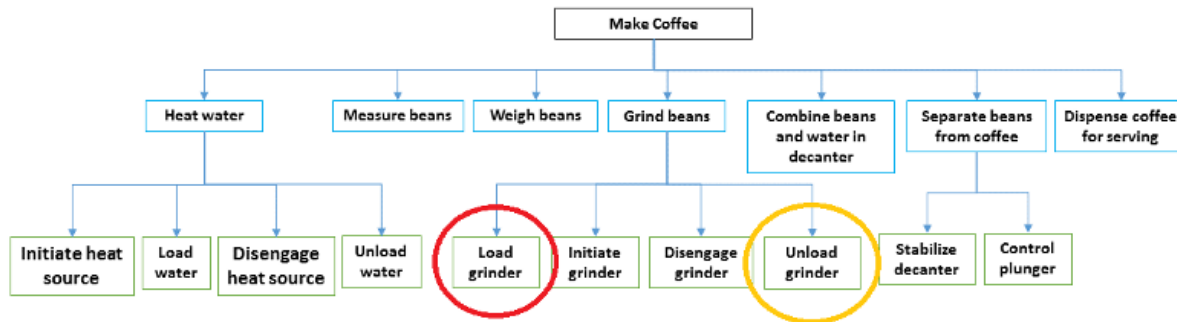 Make Coffee
Heat water
Measure beans
Weigh beans
Grind beans
Combine beans
and water in
decanter
Separate beans
from coffee
Dispense coffee
for serving
Initiate heat
source
Load
water
Disengage
heat source
Unload
water
Load
grinder
Initiate
grinder
Disengage
grinder
Unload
grinder
Stabilize
decanter
Control
plunger